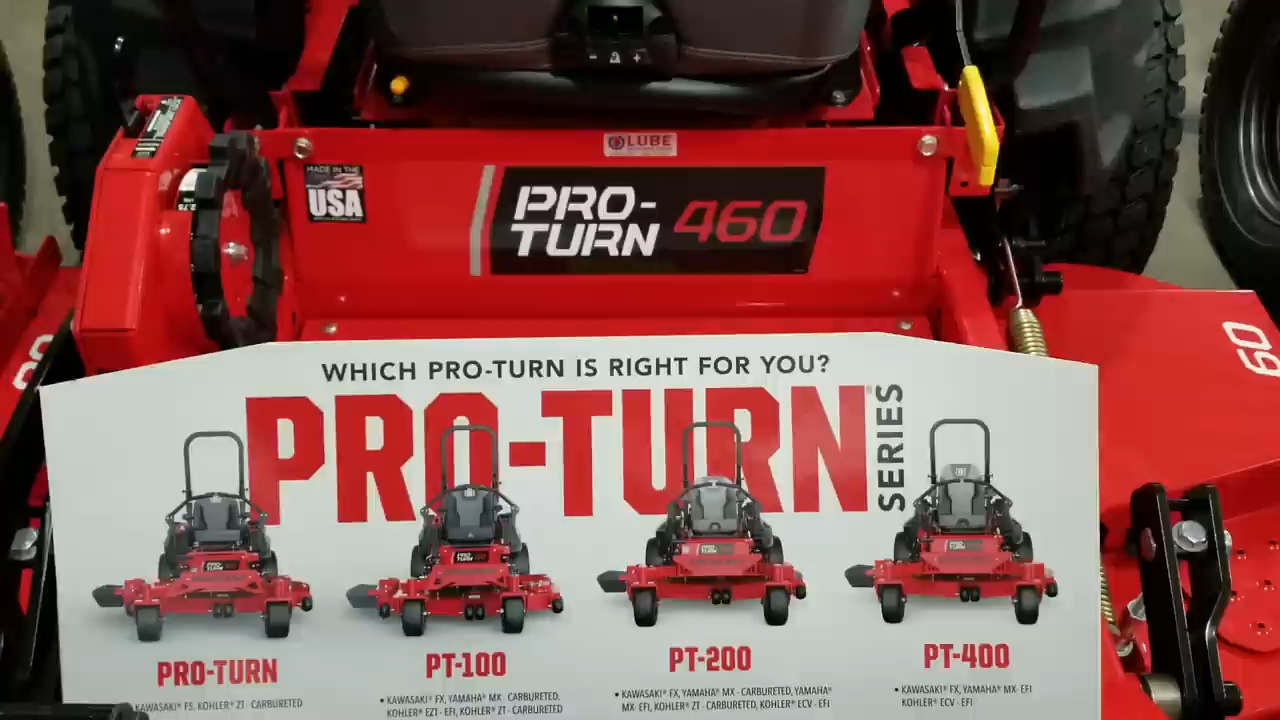 LUBE
MADE IN THE
USA
PRO-
TURN 460
60
WHICH PRO-TURN IS RIGHT FOR YOU?
PRO-TURN®
SERIES
PRO-TURN
PT-100
PT-200
PT-400
KAWASAKI® FS, KOHLER® ZT - CARBURETED
• KAWASAKI® FX, YAMAHA® MX - CARBURETED,
KOHLER® EZT - EFI, KOHLER® ZT - CARBURETED
• KAWASAKI® FX, YAMAHA® MX - CARBURETED, YAMAHA®
MX- EFI, KOHLER® ZT - CARBURETED, KOHLER® ECV - EFI
• KAWASAKI® FX, YAMAHA® MX- EFI
KOHLER® ECV - EFI